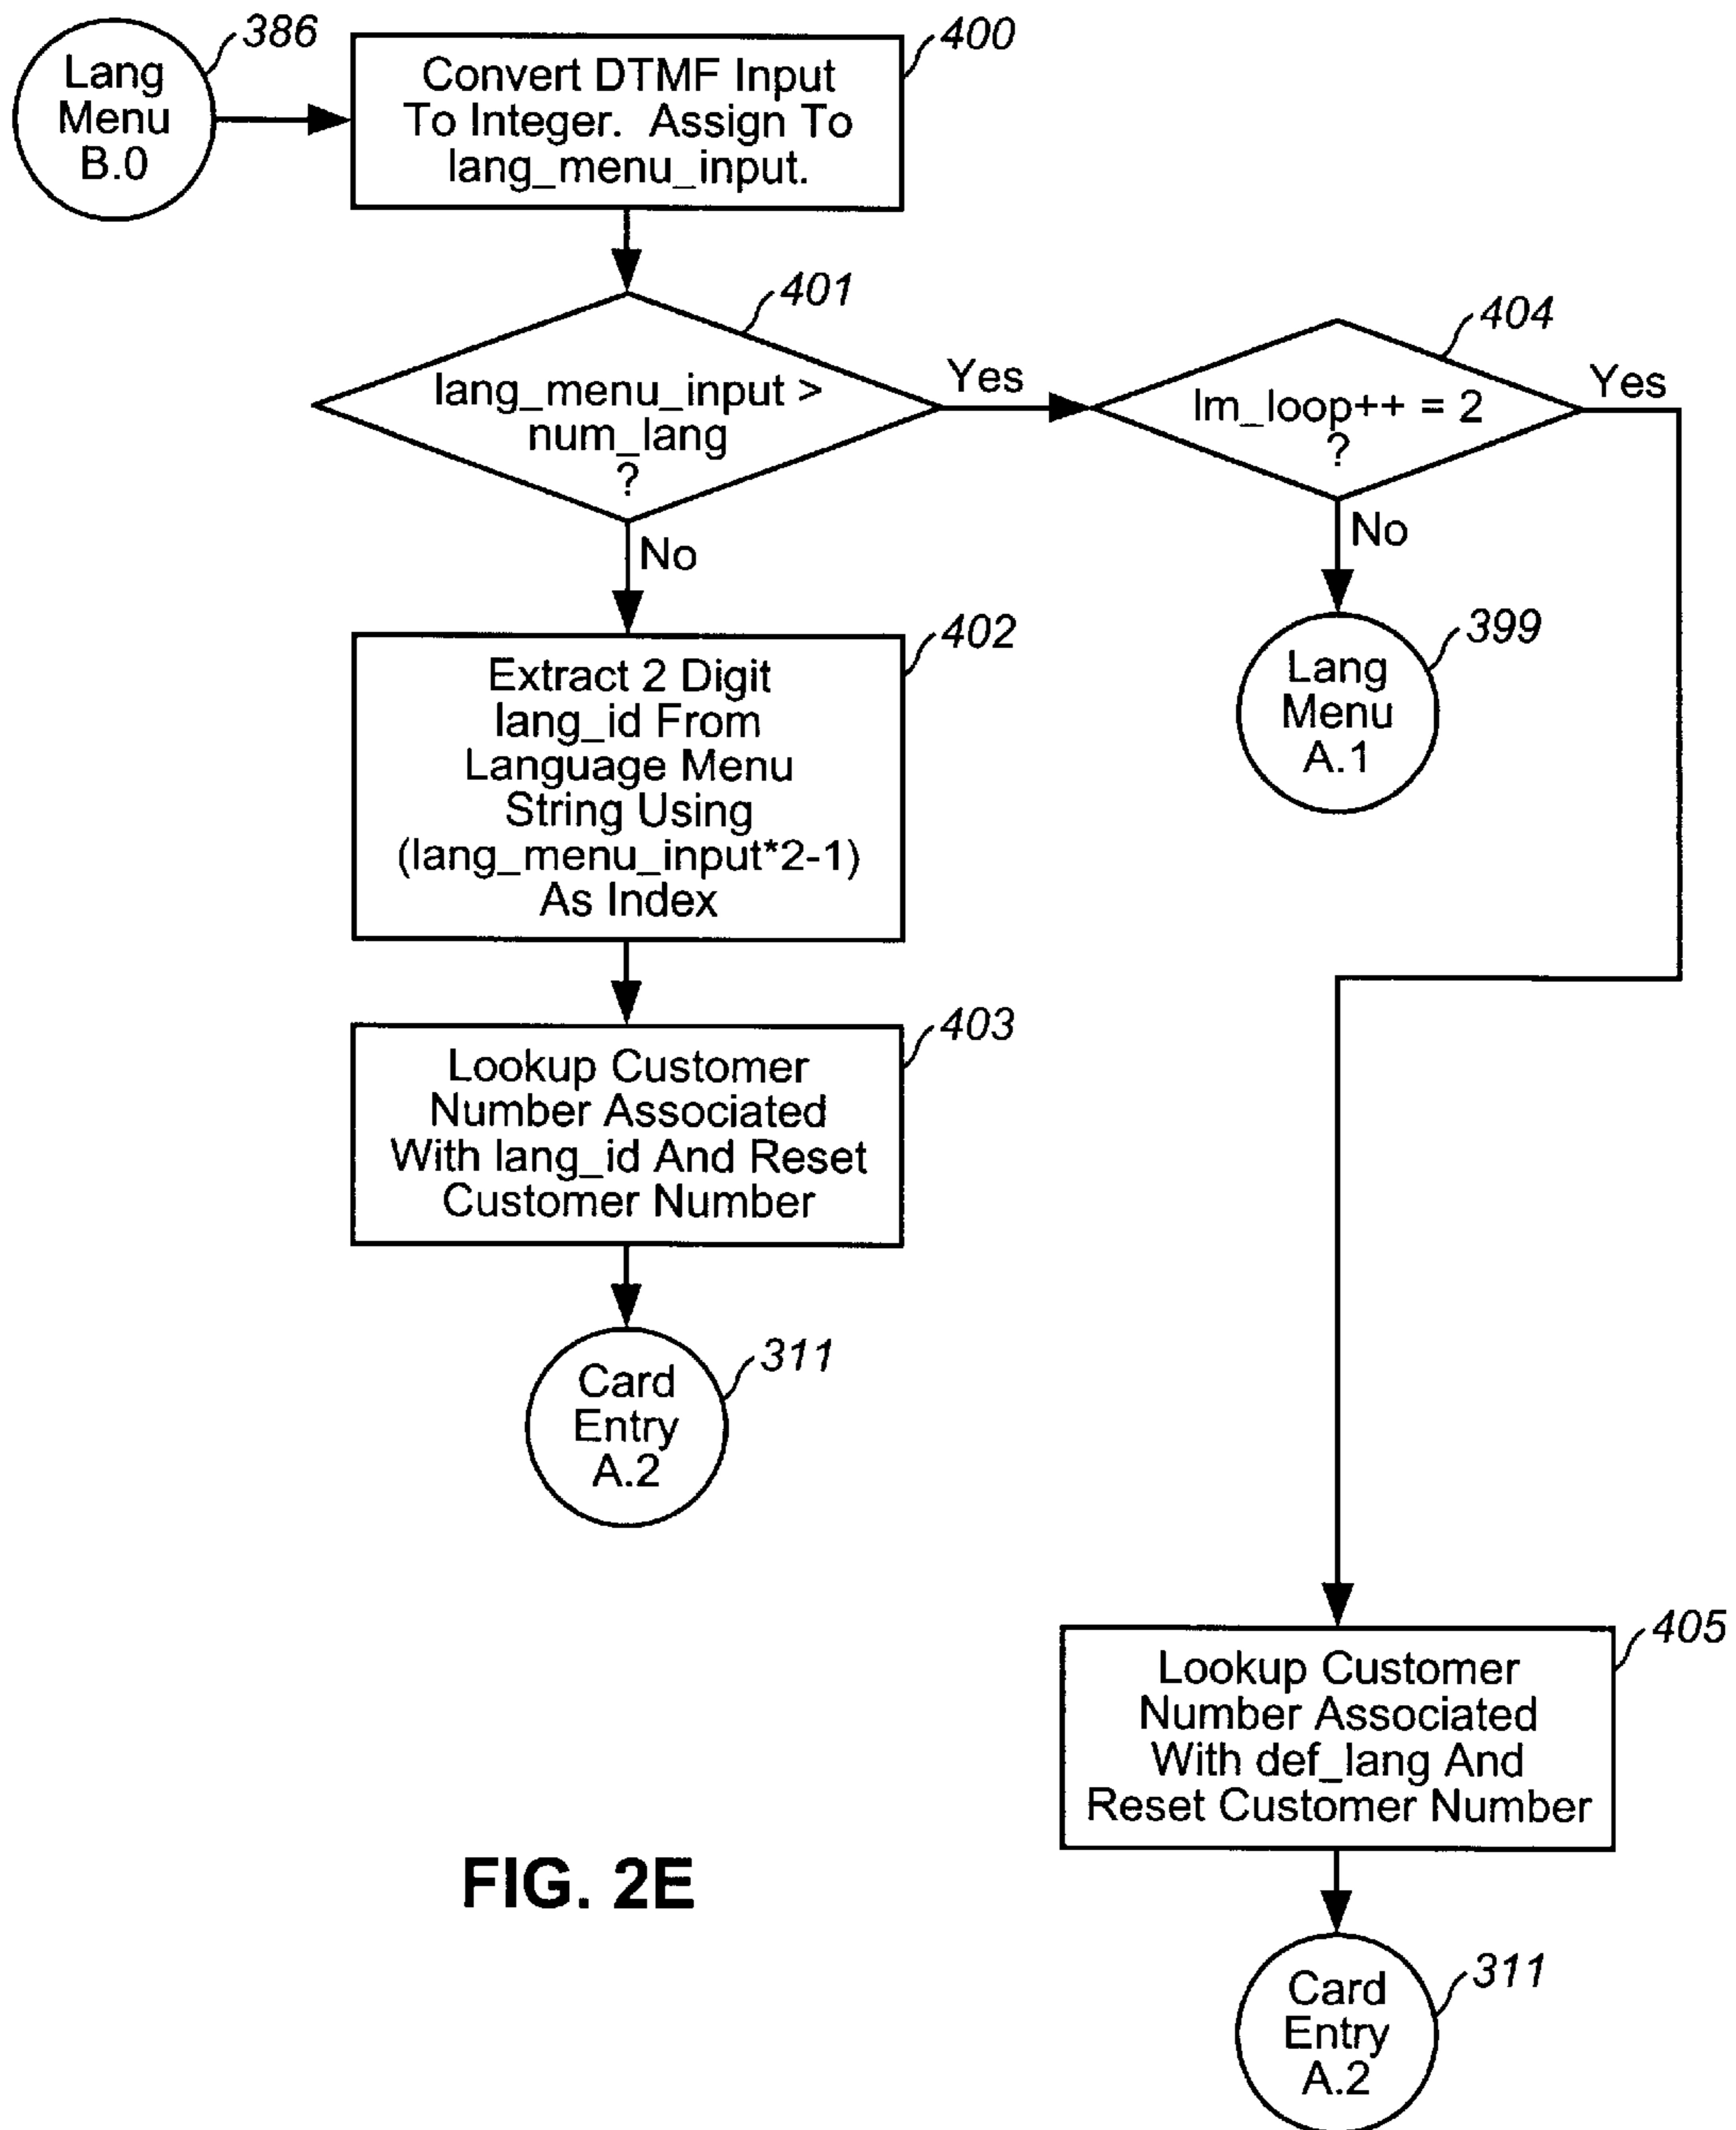 386
Lang
Menu
B.0
400
Convert DTMF Input
To Integer. Assign To
lang_menu_input.
401
lang_menu_input >
num_lang
?
Yes
No
404
lm_loop++ = 2
?
Yes
No
399
Lang
Menu
A.1
402
Extract 2 Digit
lang_id From
Language Menu
String Using
(lang_menu_input*2-1)
As Index
403
Lookup Customer
Number Associated
With lang_id And Reset
Customer Number
311
Card
Entry
A.2
405
Lookup Customer
Number Associated
With def_lang And
Reset Customer Number
311
Card
Entry
A.2
FIG. 2E